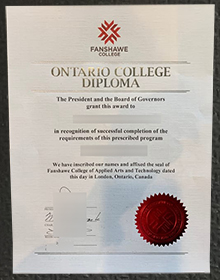 FANSHAWE
COLLEGE
ONTARIO COLLEGE
DIPLOMA
The President and the Board of Governors
grant this award to
in recognition of successful completion of the
requirements of this prescribed program
We have inscribed our names and affixed the seal of
Fanshawe College of Applied Arts and Technology dated
this day in London, Ontario, Canada